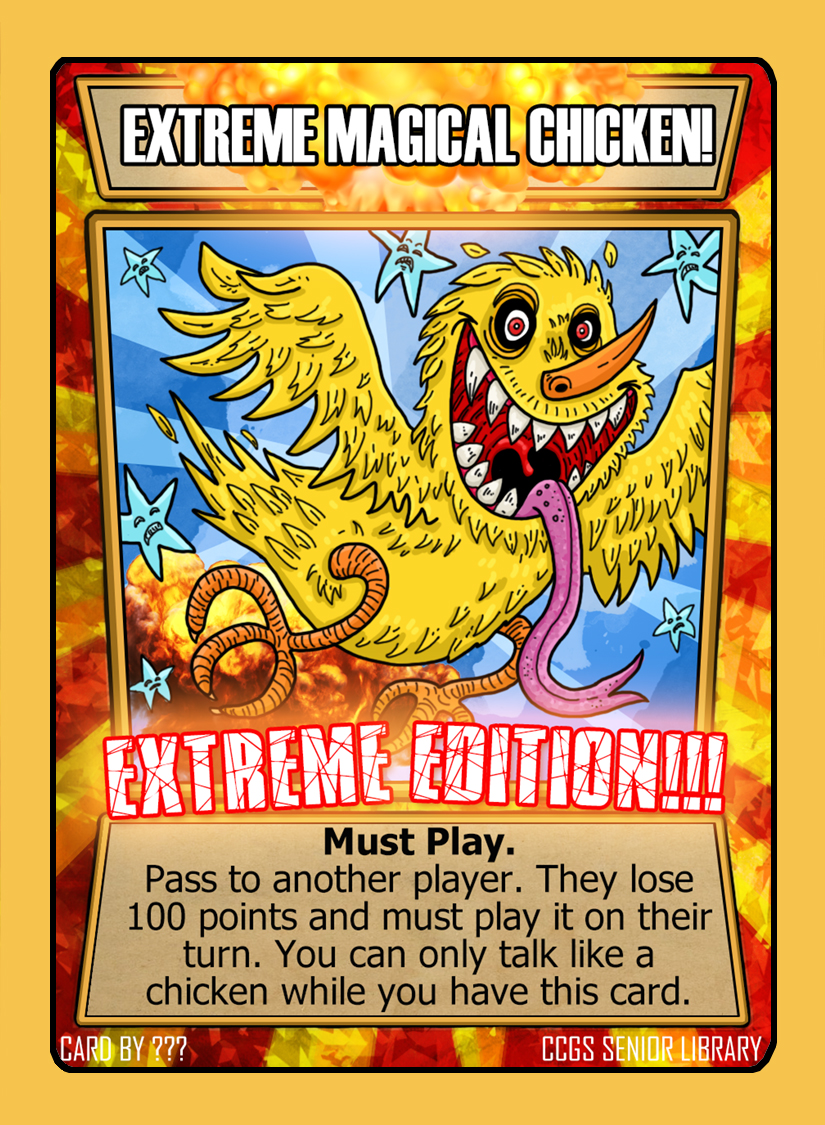 EXTREME MAGICAL CHICKEN!
EXTREME EDITION!!!
Must Play.
Pass to another player. They lose
100 points and must play it on their
turn. You can only talk like a
chicken while you have this card.
CARD BY ???
CCGS SENIOR LIBRARY